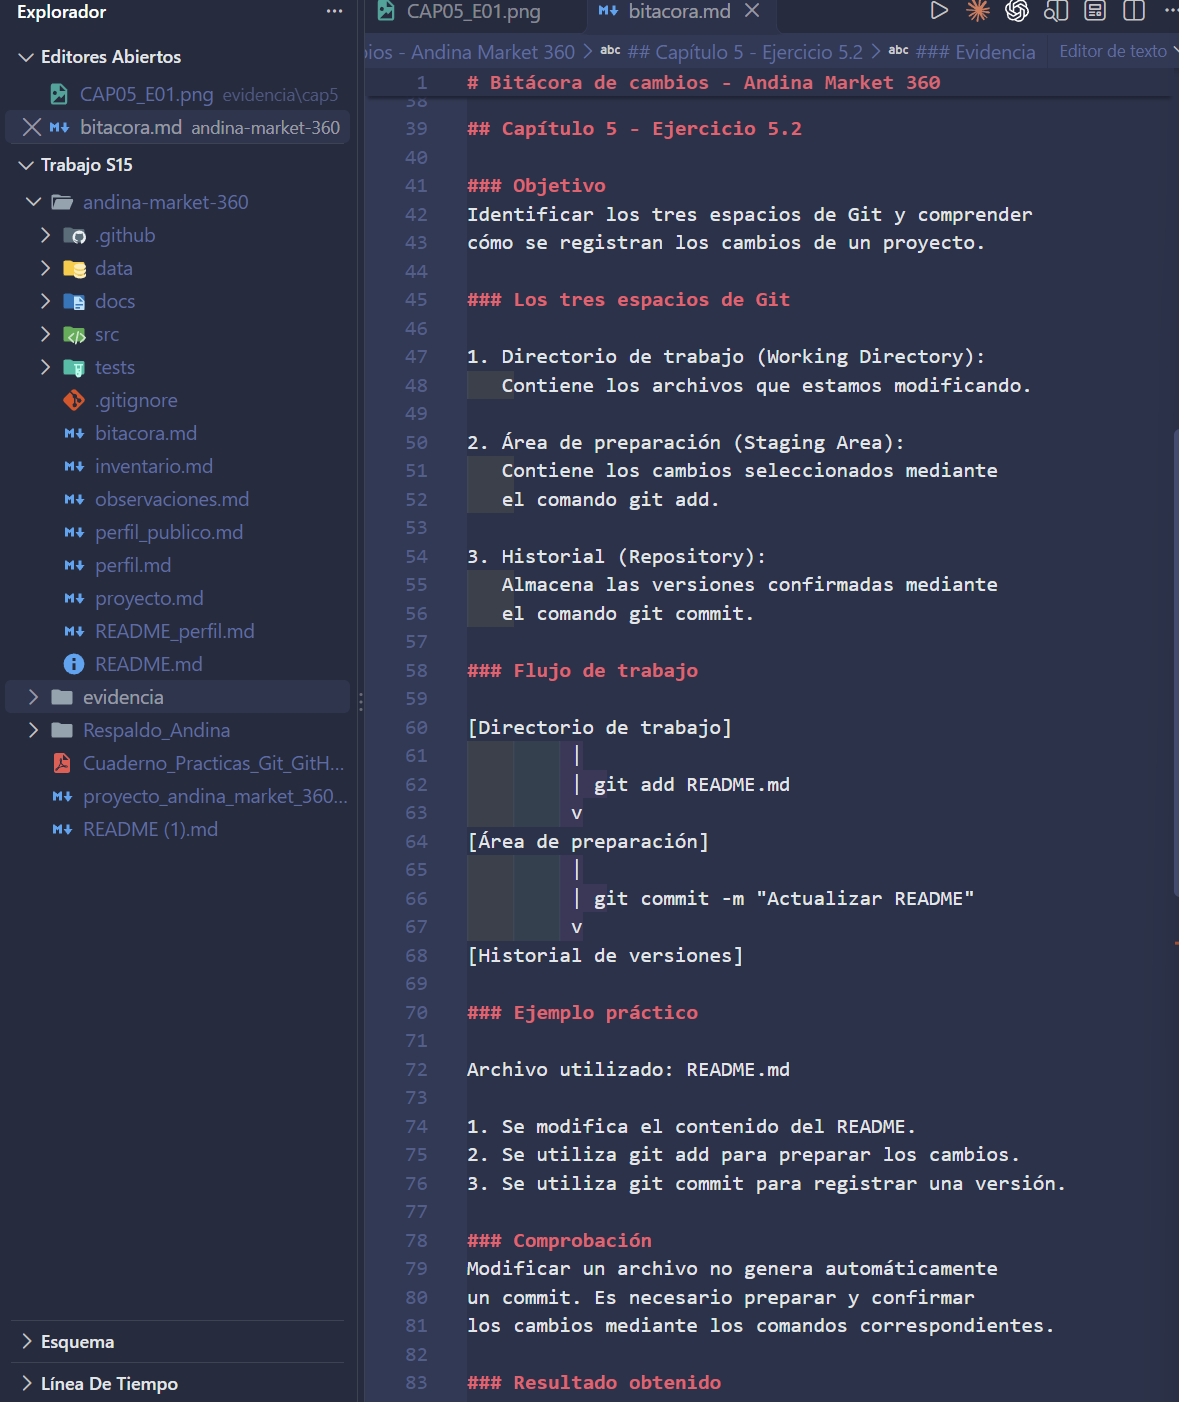 Explorador
Editores Abiertos
CAP05_E01.png evidencia\cap5
bitacora.md andina-market-360
Trabajo S15
andina-market-360
.github
data
docs
src
tests
.gitignore
bitacora.md
inventario.md
observaciones.md
perfil_publico.md
perfil.md
proyecto.md
README_perfil.md
README.md
evidencia
Respaldo_Andina
Cuaderno_Practicas_Git_GitH...
proyecto_andina_market_360...
README (1).md
Esquema
Línea De Tiempo
CAP05_E01.png
bitacora.md
ios - Andina Market 360 > ## Capítulo 5 - Ejercicio 5.2 > ### Evidencia
Editor de texto
1 # Bitácora de cambios - Andina Market 360
38
39 ## Capítulo 5 - Ejercicio 5.2
40
41 ### Objetivo
42 Identificar los tres espacios de Git y comprender
43 cómo se registran los cambios de un proyecto.
44
45 ### Los tres espacios de Git
46
47 1. Directorio de trabajo (Working Directory):
48 Contiene los archivos que estamos modificando.
49
50 2. Área de preparación (Staging Area):
51 Contiene los cambios seleccionados mediante
52 el comando git add.
53
54 3. Historial (Repository):
55 Almacena las versiones confirmadas mediante
56 el comando git commit.
57
58 ### Flujo de trabajo
59
60 [Directorio de trabajo]
61 |
62 | git add README.md
63 v
64 [Área de preparación]
65 |
66 | git commit -m "Actualizar README"
67 v
68 [Historial de versiones]
69
70 ### Ejemplo práctico
71
72 Archivo utilizado: README.md
73
74 1. Se modifica el contenido del README.
75 2. Se utiliza git add para preparar los cambios.
76 3. Se utiliza git commit para registrar una versión.
77
78 ### Comprobación
79 Modificar un archivo no genera automáticamente
80 un commit. Es necesario preparar y confirmar
81 los cambios mediante los comandos correspondientes.
82
83 ### Resultado obtenido